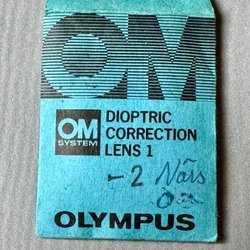 OM
OM
SYSTEM
DIOPTRIC
CORRECTION
LENS 1
-2
OLYMPUS